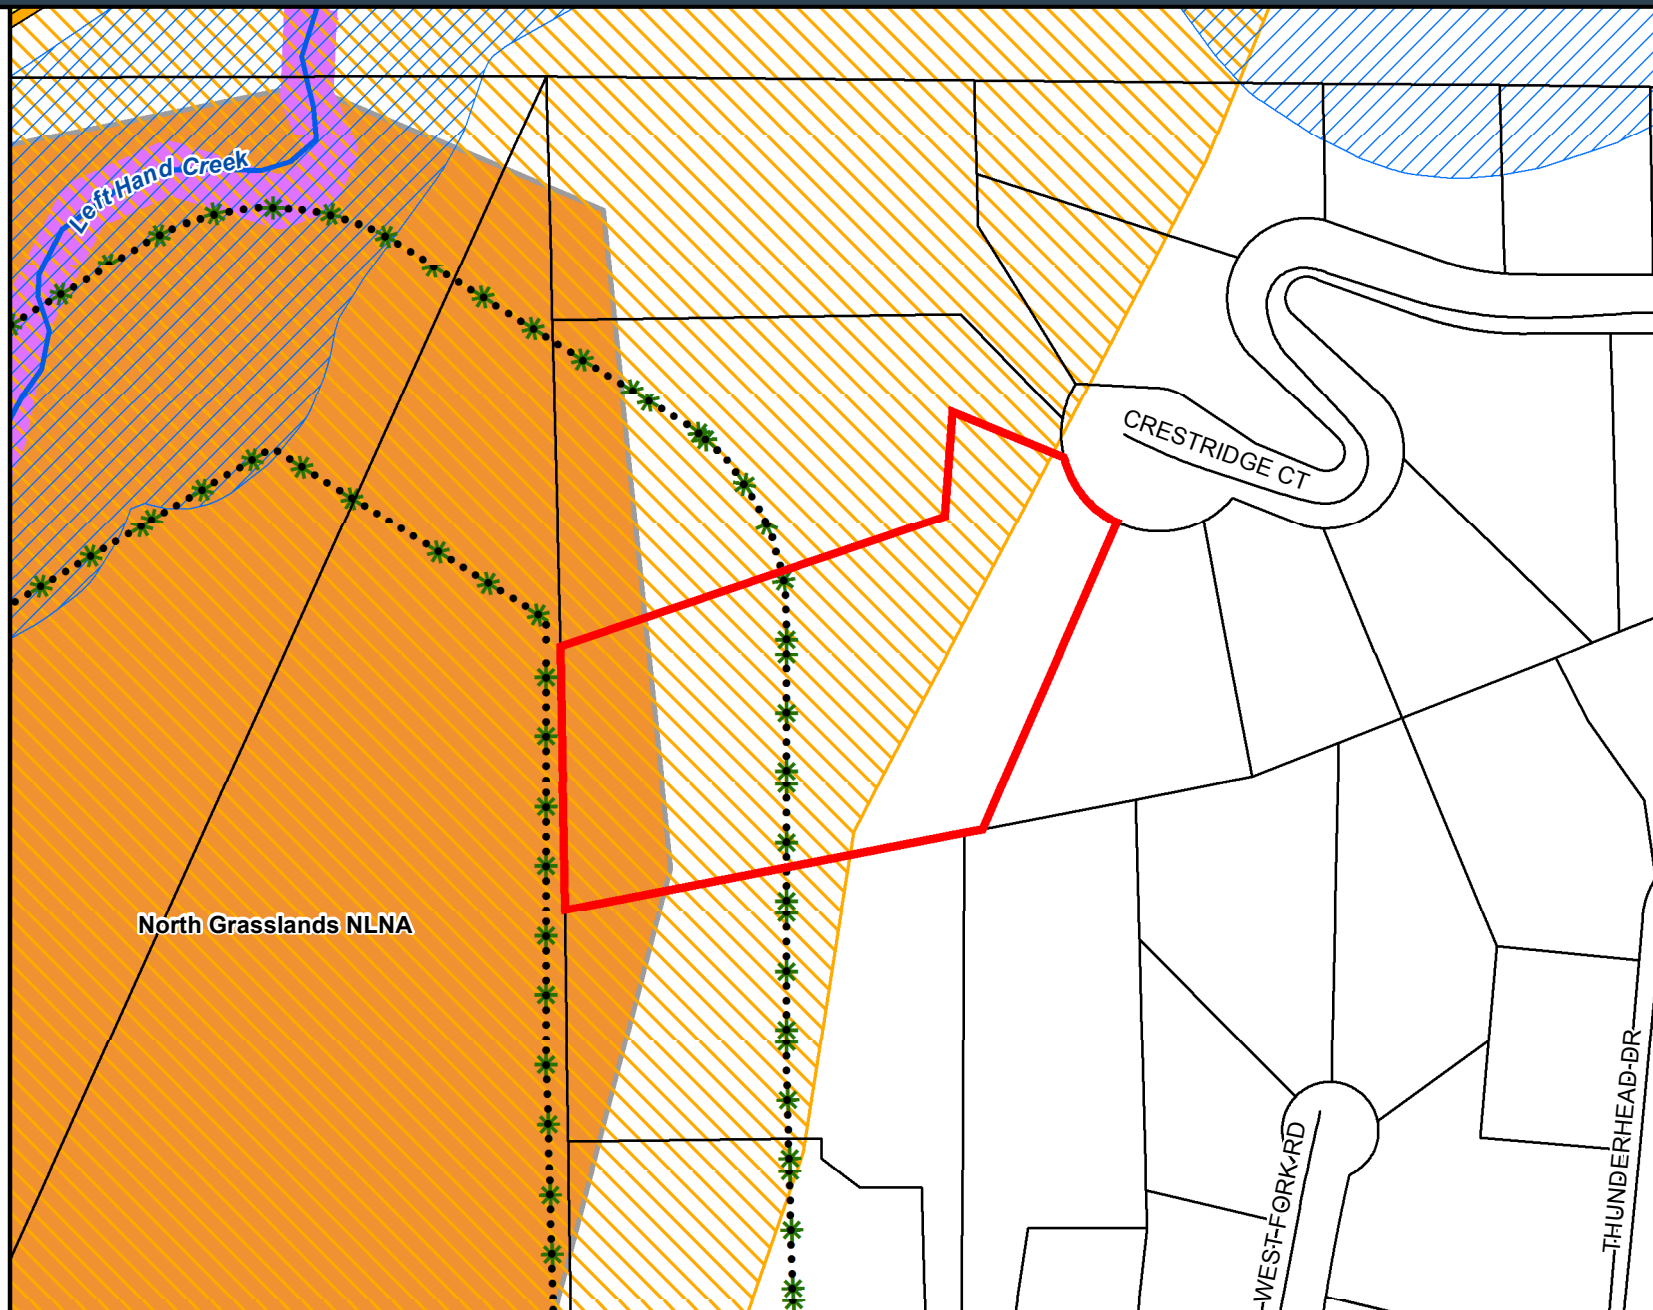 Left Hand Creek
CRESTRIDGE CT
North Grasslands NLNA
WEST FORK RD
THUNDERHEAD DR